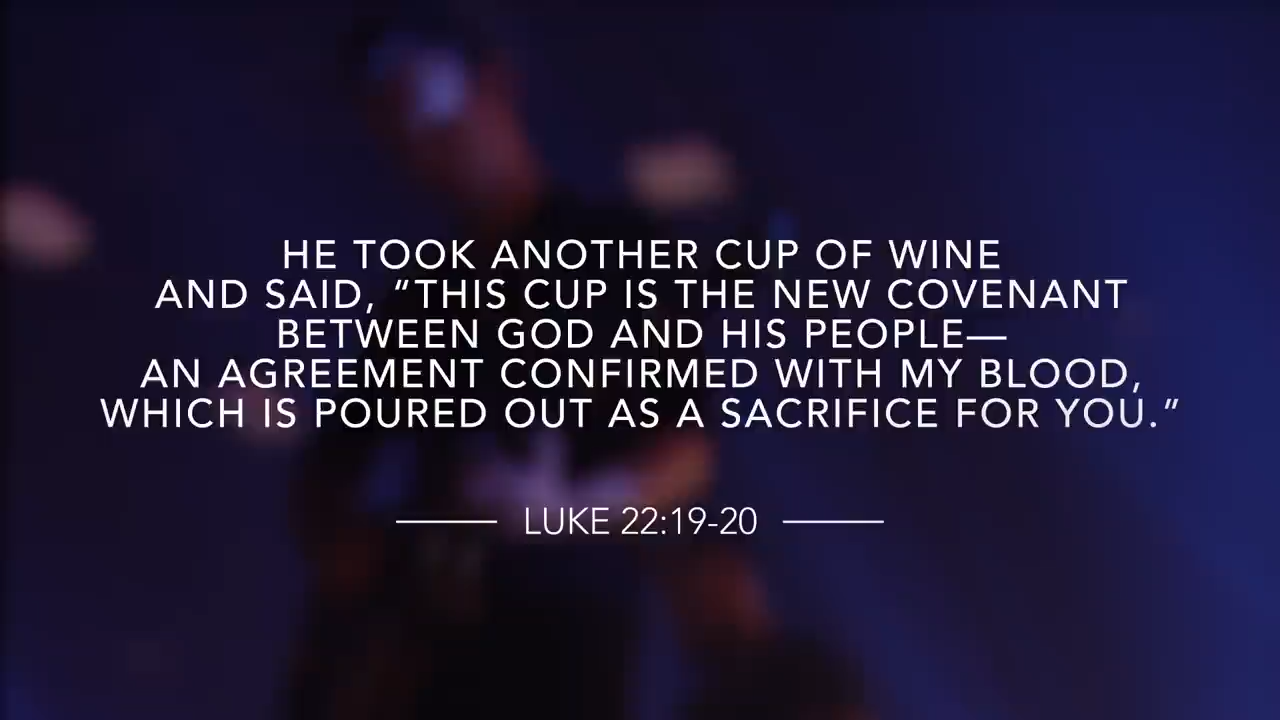 HE TOOK ANOTHER CUP OF WINE
AND SAID, “THIS CUP IS THE NEW COVENANT
BETWEEN GOD AND HIS PEOPLE—
AN AGREEMENT CONFIRMED WITH MY BLOOD,
WHICH IS POURED OUT AS A SACRIFICE FOR YOU.”
LUKE 22:19-20